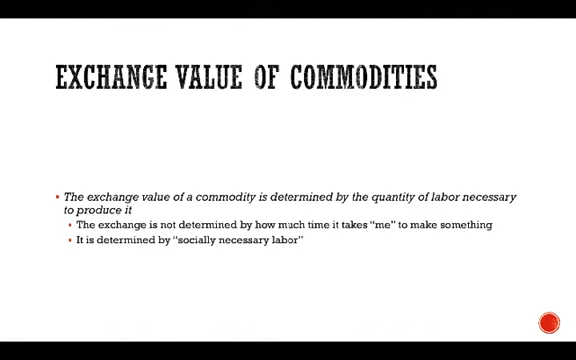 EXCHANGE VALUE OF COMMODITIES
The exchange value of a commodity is determined by the quantity of labor necessary
to produce it
The exchange is not determined by how much time it takes “me” to make something
It is determined by “socially necessary labor”